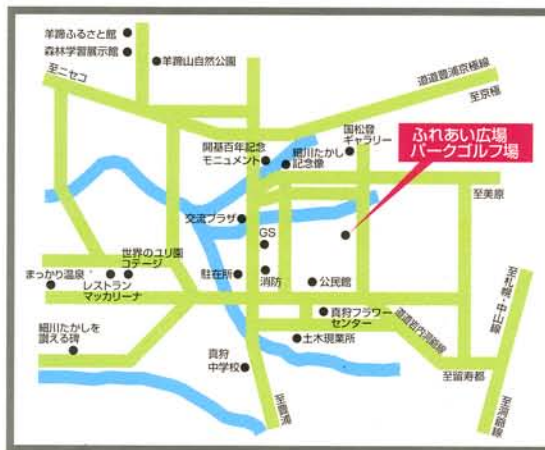 羊蹄ふるさと館
森林学習展示館
羊蹄山自然公園
至ニセコ
道道豊浦京極線
至京極
開基百年記念
モニュメント
細川たかし
記念像
国松登
ギャラリー
ふれあい広場
パークゴルフ場
至美原
交流プラザ
GS
世界のユリ園
コテージ
まっかり温泉
レストラン
マッカリーナ
駐在所
消防
公民館
至札幌・中山線
細川たかしを
讃える碑
真狩フラワー
センター
道道岩内洞爺線
土木現業所
真狩
中学校
至留寿都
至豊浦
至洞爺線